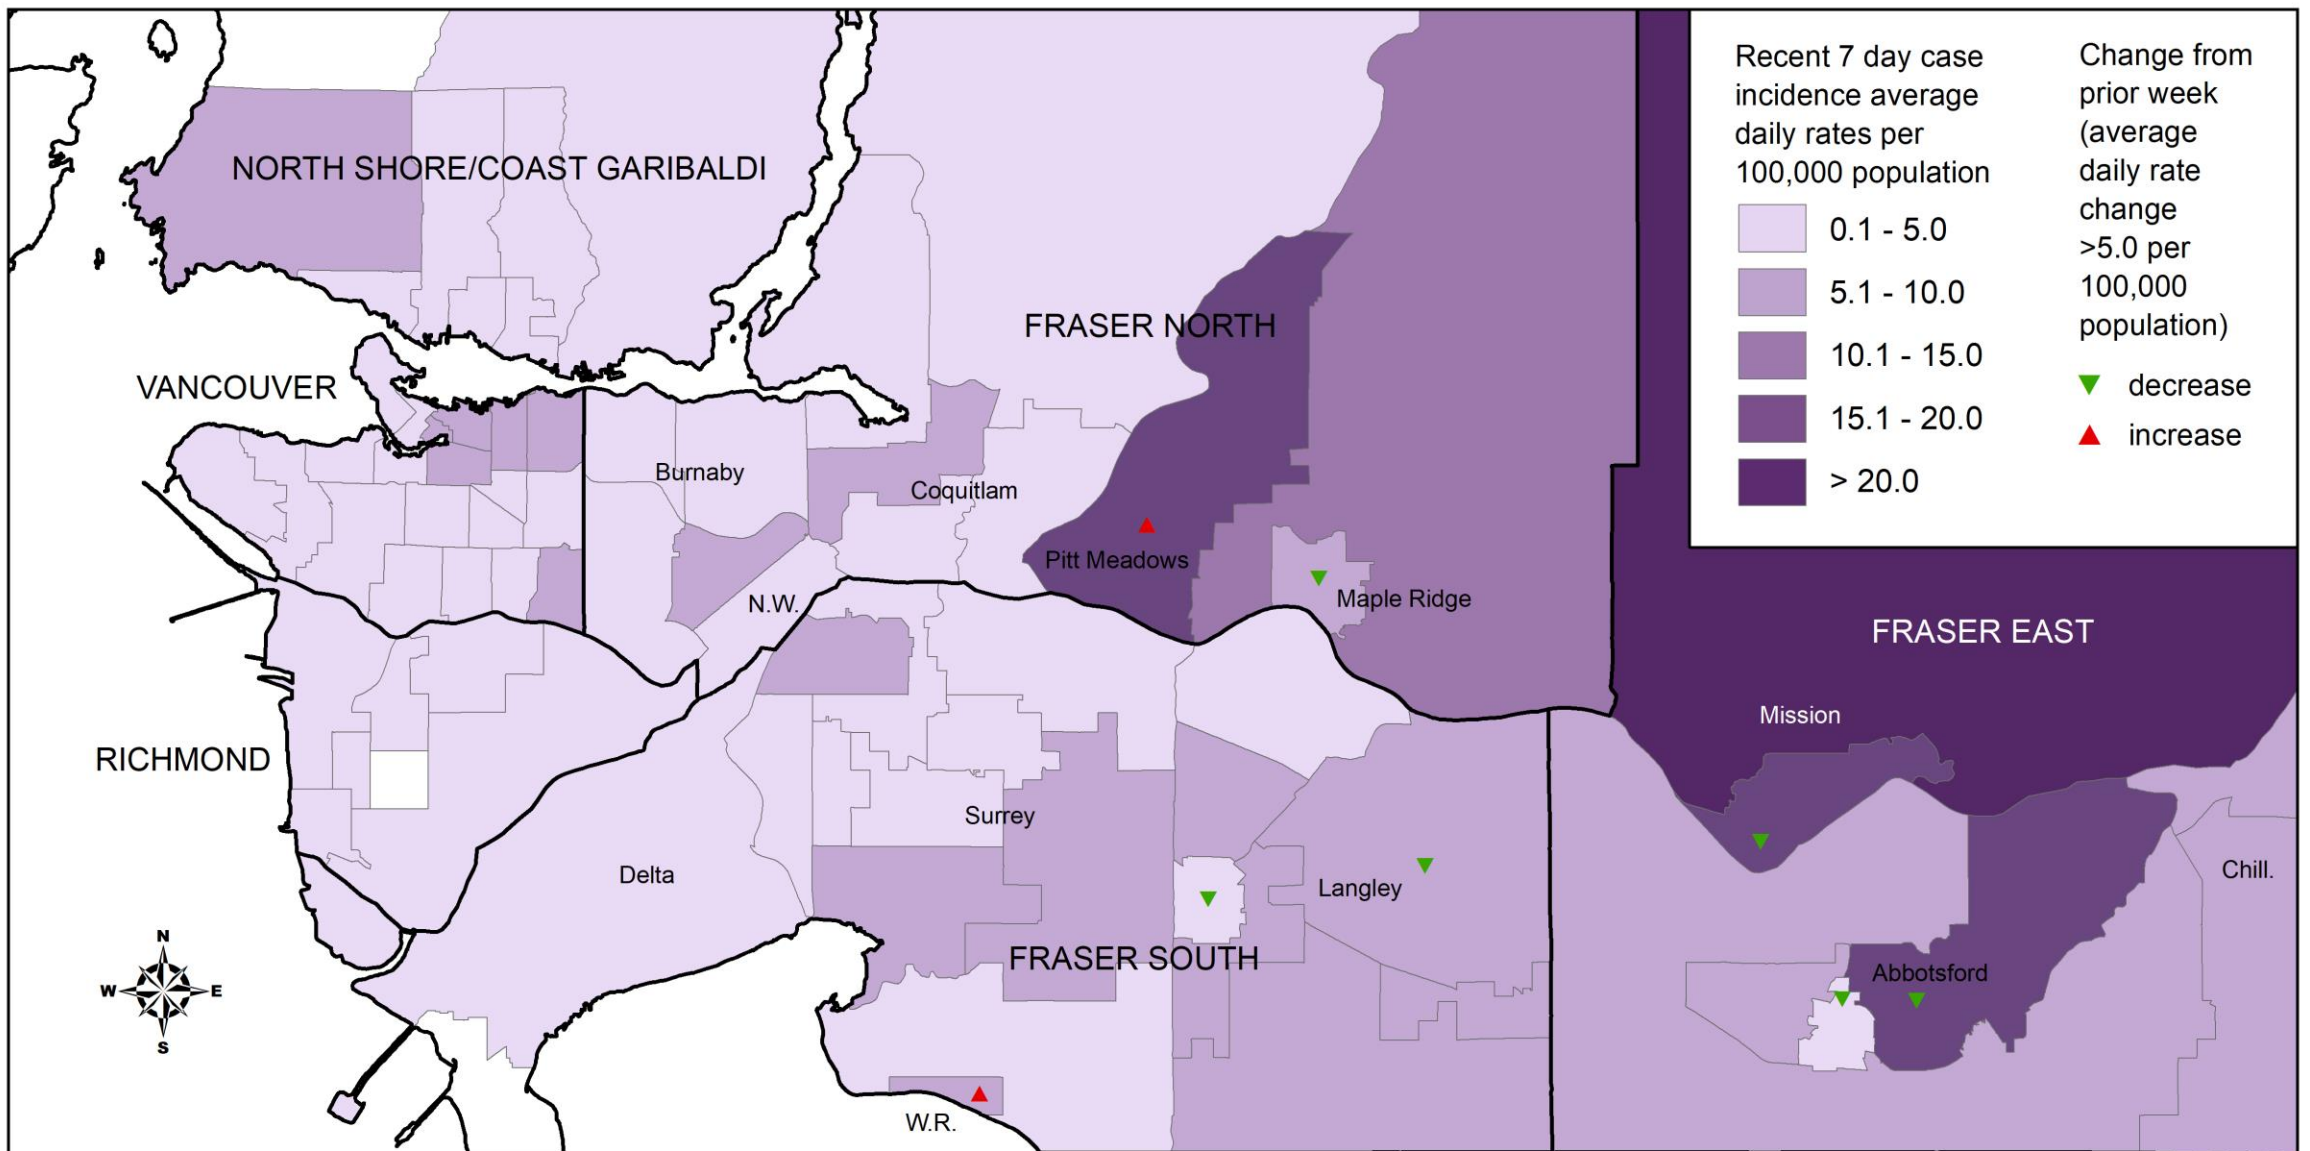 Recent 7 day case
incidence average
daily rates per
100,000 population
0.1 - 5.0
5.1 - 10.0
10.1 - 15.0
15.1 - 20.0
> 20.0
Change from
prior week
(average
daily rate
change
>5.0 per
100,000
population)
decrease
increase
NORTH SHORE/COAST GARIBALDI
FRASER NORTH
VANCOUVER
Burnaby
Coquitlam
Pitt Meadows
N.W.
Maple Ridge
FRASER EAST
Mission
RICHMOND
Surrey
Delta
Langley
Chill.
FRASER SOUTH
Abbotsford
W.R.
N
W
E
S